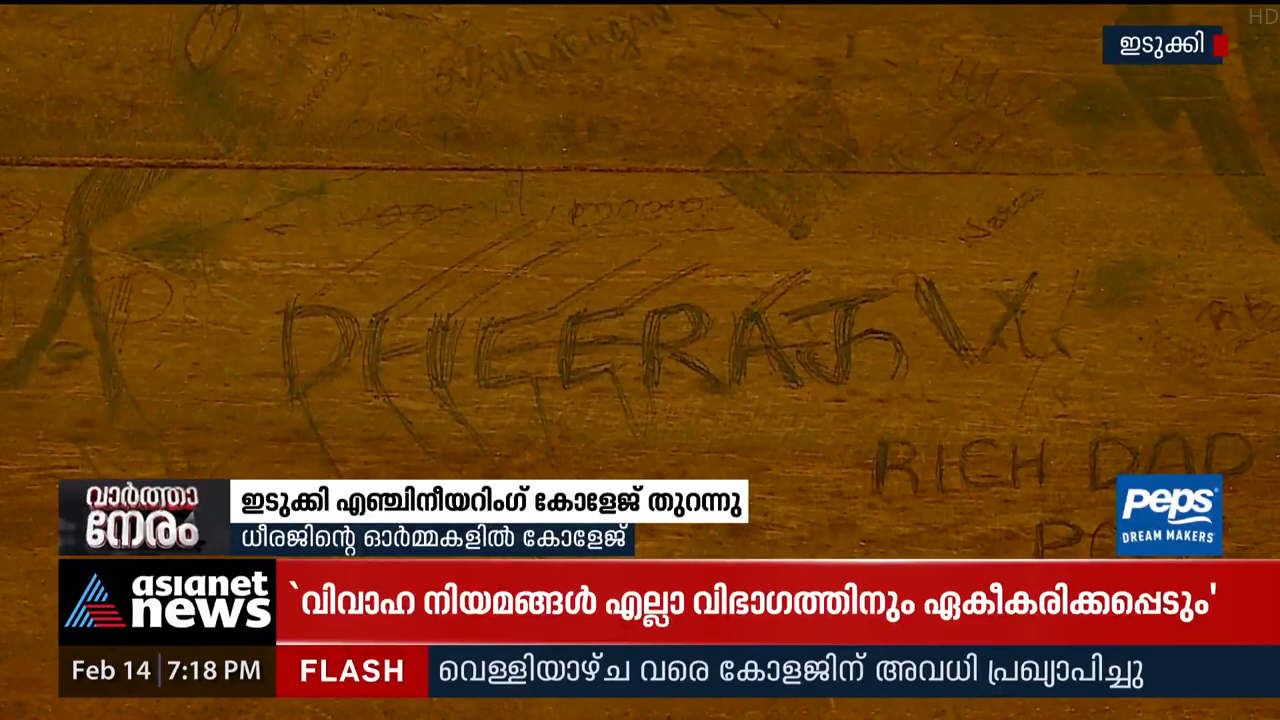 HD
ഇടുക്കി
DHEERAJ
RICH DAD
വാർത്താ
നേരം
ഇടുക്കി എഞ്ചിനീയറിംഗ് കോളേജ് തുറന്നു
ധീരജിന്റെ ഓർമ്മകളിൽ കോളേജ്
peps
DREAM MAKERS
asianet
news
`വിവാഹ നിയമങ്ങൾ എല്ലാ വിഭാഗത്തിനും ഏകീകരിക്കപ്പെടും'
Feb 14 7:18 PM
FLASH
വെള്ളിയാഴ്ച വരെ കോളജിന് അവധി പ്രഖ്യാപിച്ചു